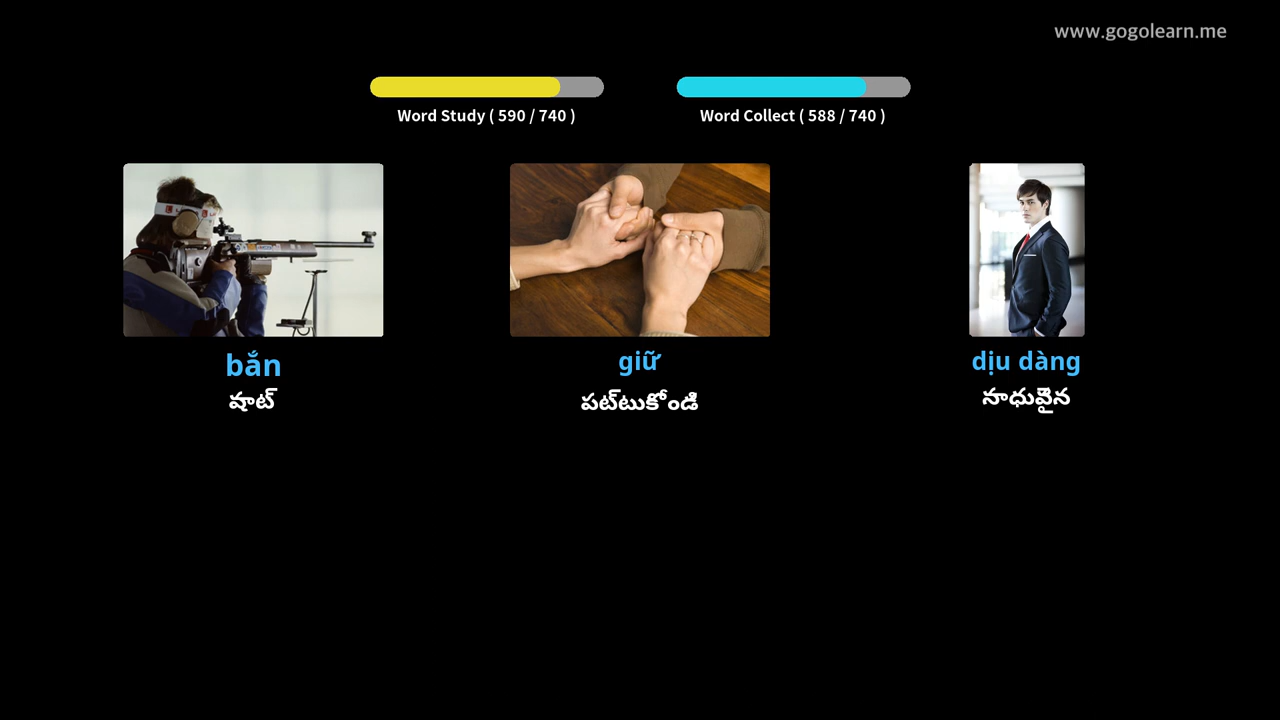 www.gogolearn.me
Word Study ( 590 / 740 )
Word Collect ( 588 / 740 )
bắn
షూట్
giữ
పట్టుకోండి
dịu dàng
సాధువైన